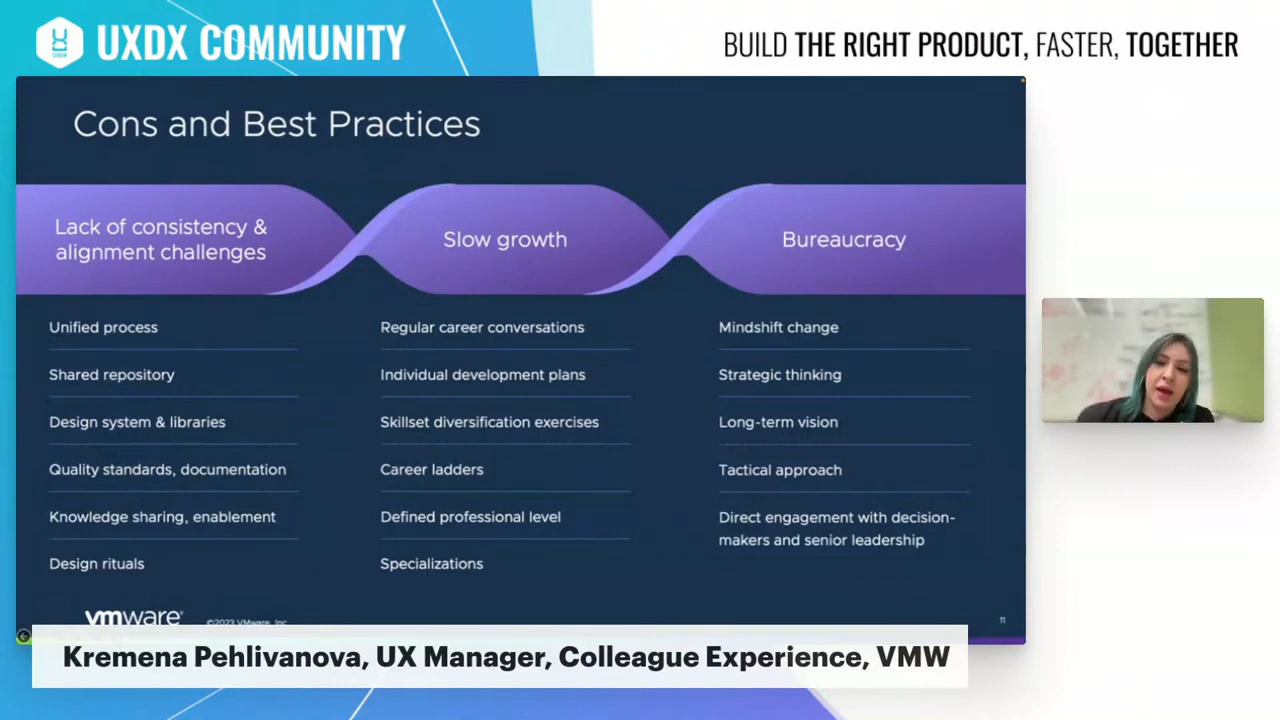 UXDX COMMUNITY
BUILD THE RIGHT PRODUCT, FASTER, TOGETHER
Cons and Best Practices
Lack of consistency &
alignment challenges
Slow growth
Bureaucracy
Unified process
Shared repository
Design system & libraries
Quality standards, documentation
Knowledge sharing, enablement
Design rituals
Regular career conversations
Individual development plans
Skillset diversification exercises
Career ladders
Defined professional level
Specializations
Mindshift change
Strategic thinking
Long-term vision
Tactical approach
Direct engagement with decision-
makers and senior leadership
vmware®
©2023 VMware, Inc.
11
Kremena Pehlivanova, UX Manager, Colleague Experience, VMW